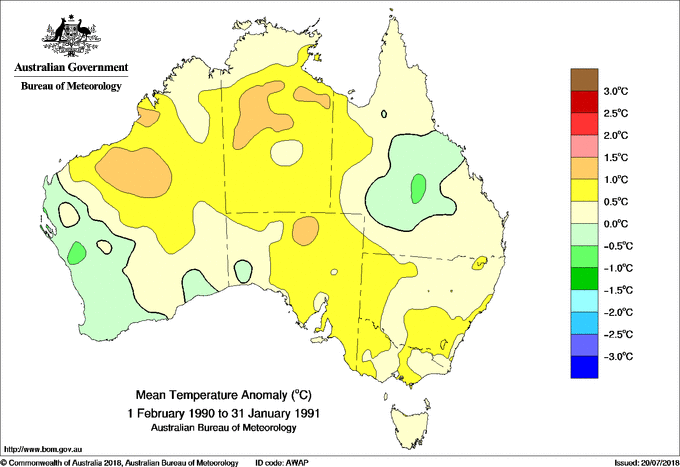 Australian Government
Bureau of Meteorology
3.0°C
2.5°C
2.0°C
1.5°C
1.0°C
0.5°C
0.0°C
-0.5°C
-1.0°C
-1.5°C
-2.0°C
-2.5°C
-3.0°C
Mean Temperature Anomaly (°C)
1 February 1990 to 31 January 1991
Australian Bureau of Meteorology
http://www.bom.gov.au
© Commonwealth of Australia 2018, Australian Bureau of Meteorology ID code: AWAP Issued: 20/07/2018